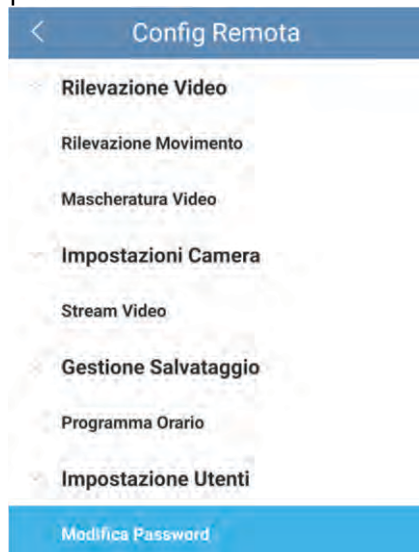 Config Remota
Rilevazione Video
Rilevazione Movimento
Mascheratura Video
Impostazioni Camera
Stream Video
Gestione Salvataggio
Programma Orario
Impostazione Utenti
Modifica Password